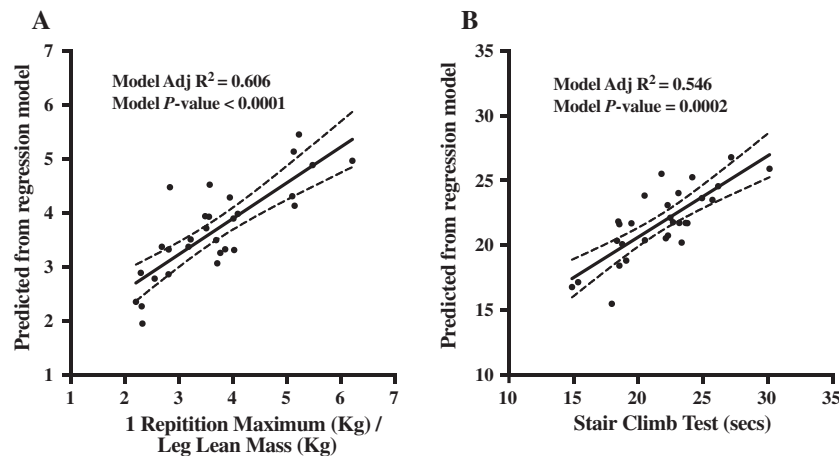 A
Predicted from regression model
7
6
5
4
3
2
1
Model Adj R² = 0.606
Model P-value < 0.0001
1 2 3 4 5 6 7
1 Repitition Maximum (Kg) /
Leg Lean Mass (Kg)
B
Predicted from regression model
35
30
25
20
15
10
Model Adj R² = 0.546
Model P-value = 0.0002
10 15 20 25 30 35
Stair Climb Test (secs)